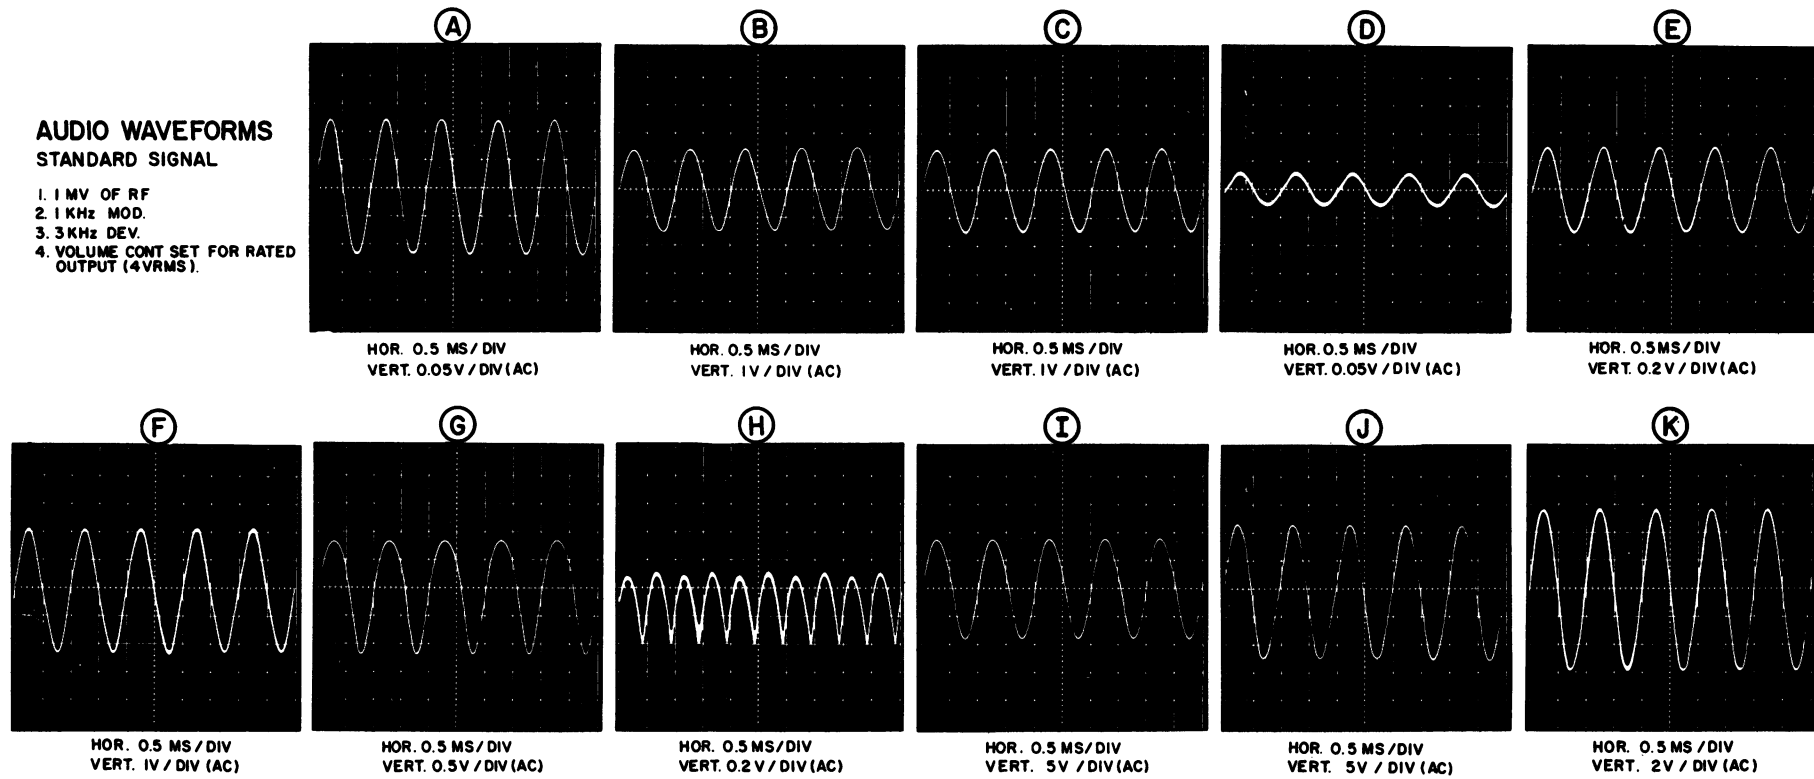 A
B
C
D
E
AUDIO WAVEFORMS
STANDARD SIGNAL
1. 1 MV OF RF
2. 1 KHz MOD.
3. 3 KHz DEV.
4. VOLUME CONT SET FOR RATED
OUTPUT (4VRMS).
HOR. 0.5 MS / DIV
VERT. 0.05 V / DIV (AC)
HOR. 0.5 MS / DIV
VERT. 1V / DIV (AC)
HOR. 0.5 MS / DIV
VERT. 1V / DIV (AC)
HOR. 0.5 MS / DIV
VERT. 0.05V / DIV (AC)
HOR. 0.5 MS / DIV
VERT. 0.2 V / DIV (AC)
F
G
H
I
J
K
HOR. 0.5 MS / DIV
VERT. 1V / DIV (AC)
HOR. 0.5 MS / DIV
VERT. 0.5V / DIV (AC)
HOR. 0.5 MS / DIV
VERT. 0.2 V / DIV (AC)
HOR. 0.5 MS / DIV
VERT. 5V / DIV (AC)
HOR. 0.5 MS / DIV
VERT. 5V / DIV (AC)
HOR. 0.5 MS / DIV
VERT. 2V / DIV (AC)